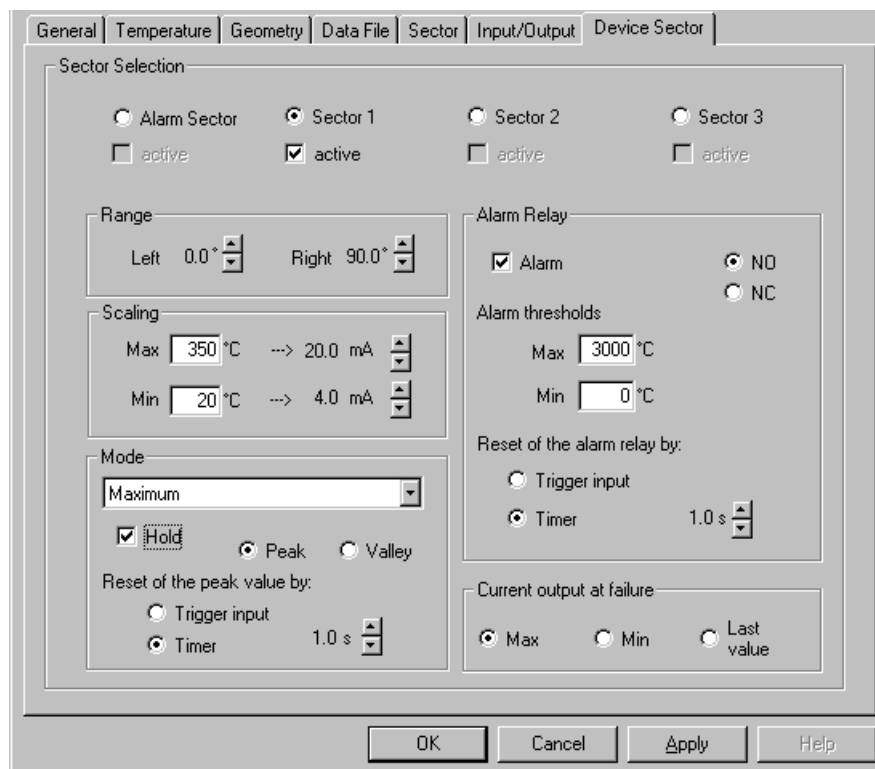 General Temperature Geometry Data File Sector Input/Output Device Sector
Sector Selection
Alarm Sector Sector 1 Sector 2 Sector 3
active active active active
Range
Left 0.0° Right 90.0°
Scaling
Max 350 °C ---> 20.0 mA
Min 20 °C ---> 4.0 mA
Mode
Maximum
Hold
Peak Valley
Reset of the peak value by:
Trigger input
Timer 1.0 s
Alarm Relay
Alarm NO
NC
Alarm thresholds
Max 3000 °C
Min 0 °C
Reset of the alarm relay by:
Trigger input
Timer 1.0 s
Current output at failure
Max Min Last
value
OK Cancel Apply Help